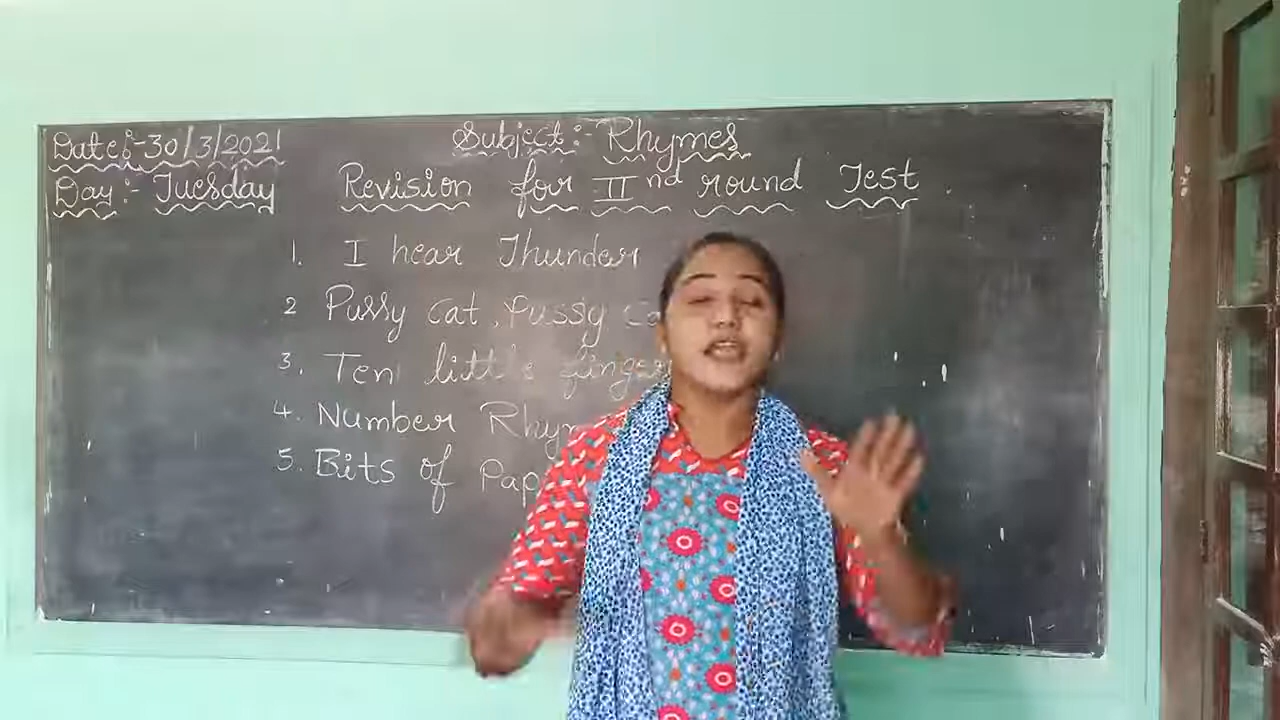 Date:-30/3/2021
Subject:- Rhymes
Day:- Tuesday
Revision for IInd round Test.
1. I hear Thunder
2 Pussy cat, Pussy
3. Ten little
4. Number
5. Bits of